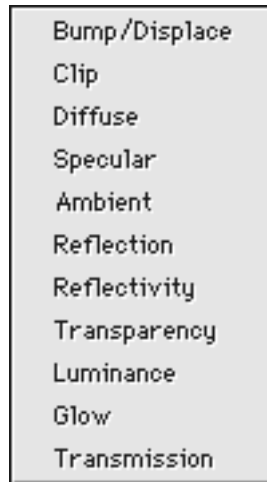 Bump/Displace
Clip
Diffuse
Specular
Ambient
Reflection
Reflectivity
Transparency
Luminance
Glow
Transmission